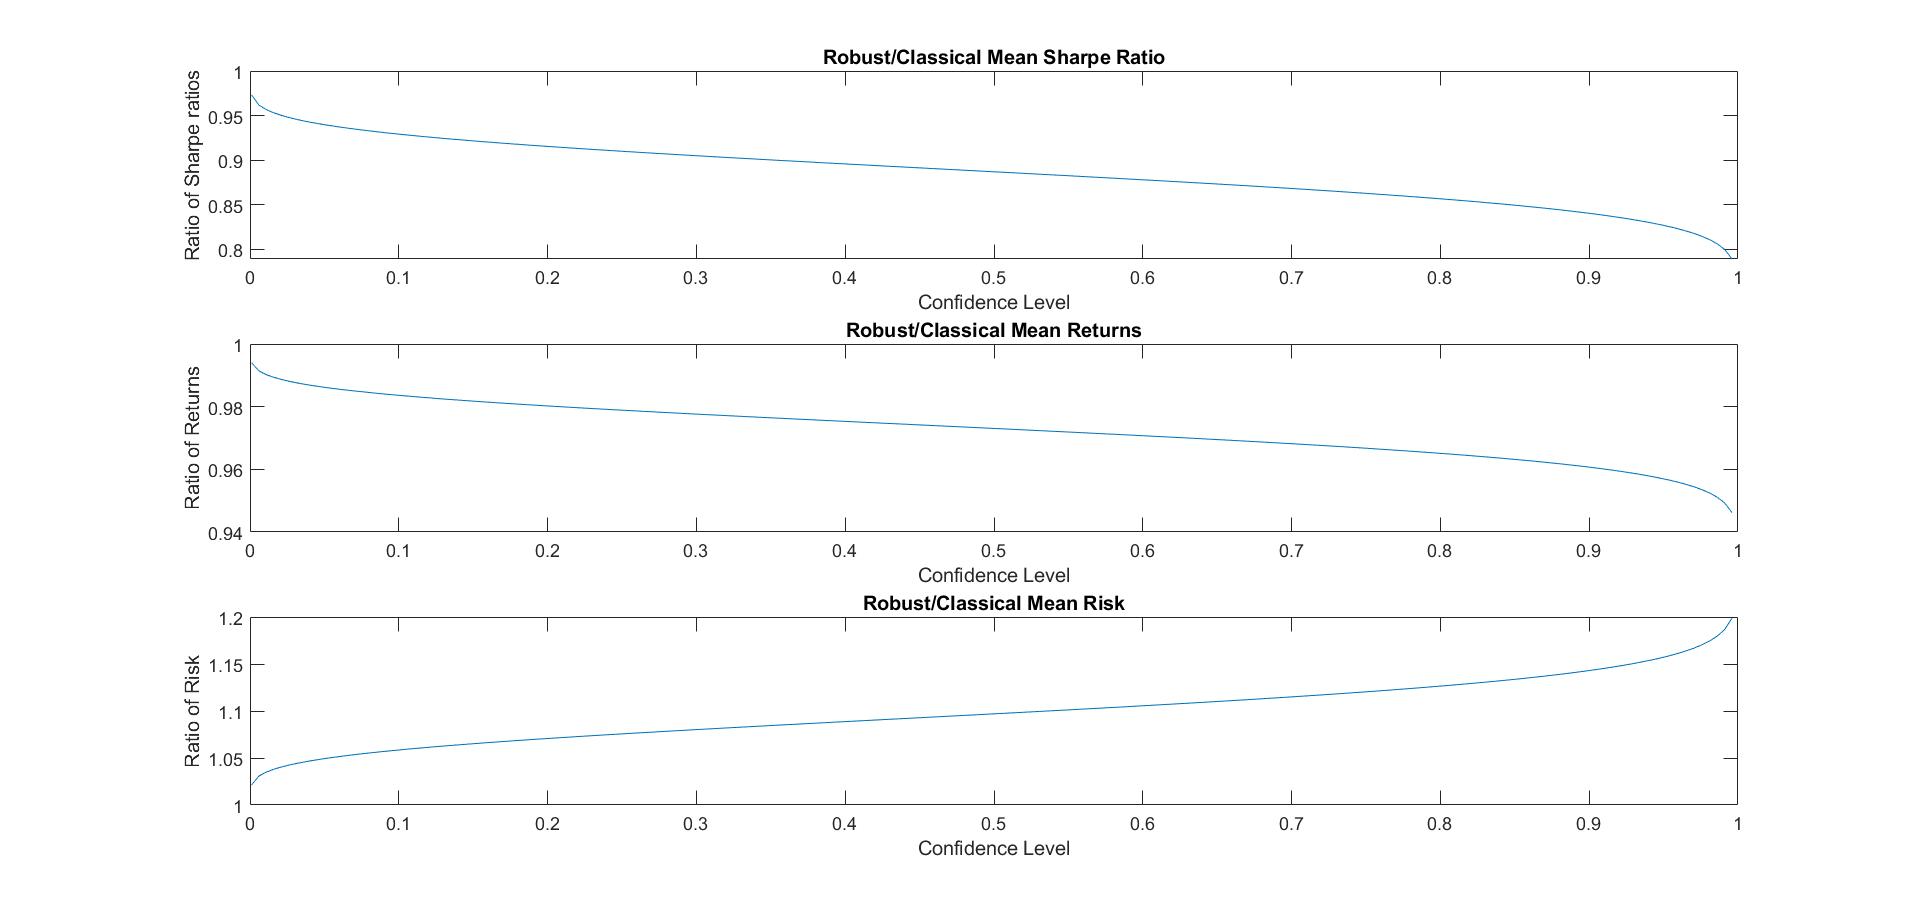 Robust/Classical Mean Sharpe Ratio
Ratio of Sharpe ratios
1
0.95
0.9
0.85
0.8
0 0.1 0.2 0.3 0.4 0.5 0.6 0.7 0.8 0.9 1
Confidence Level
Robust/Classical Mean Returns
Ratio of Returns
1
0.98
0.96
0.94
0 0.1 0.2 0.3 0.4 0.5 0.6 0.7 0.8 0.9 1
Confidence Level
Robust/Classical Mean Risk
Ratio of Risk
1.2
1.15
1.1
1.05
1
0 0.1 0.2 0.3 0.4 0.5 0.6 0.7 0.8 0.9 1
Confidence Level